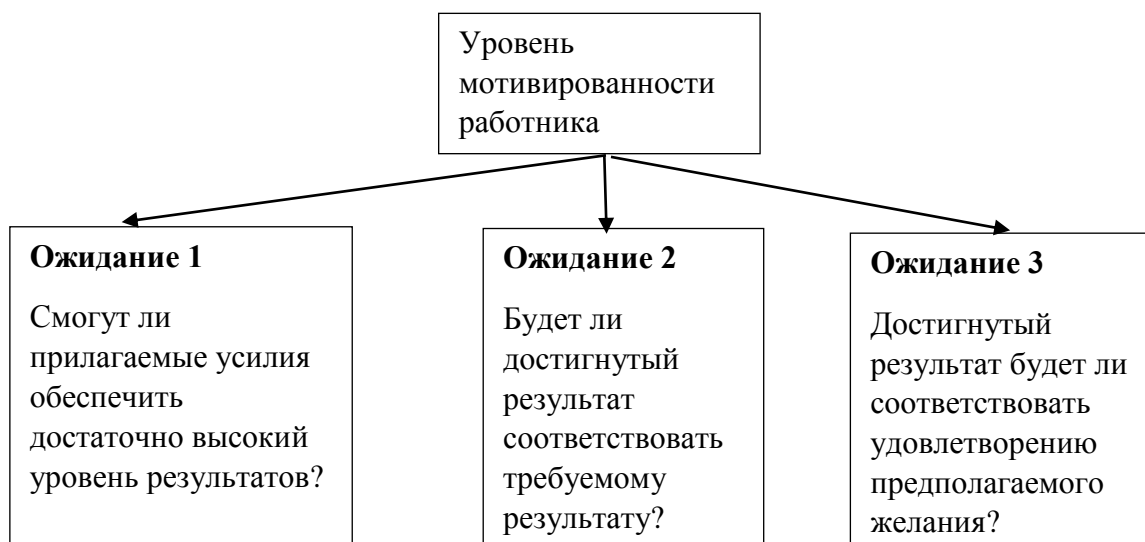 Уровень
мотивированности
работника
Ожидание 1
Смогут ли
прилагаемые усилия
обеспечить
достаточно высокий
уровень результатов?
Ожидание 2
Будет ли
достигнутый
результат
соответствовать
требуемому
результату?
Ожидание 3
Достигнутый
результат будет ли
соответствовать
удовлетворению
предполагаемого
желания?